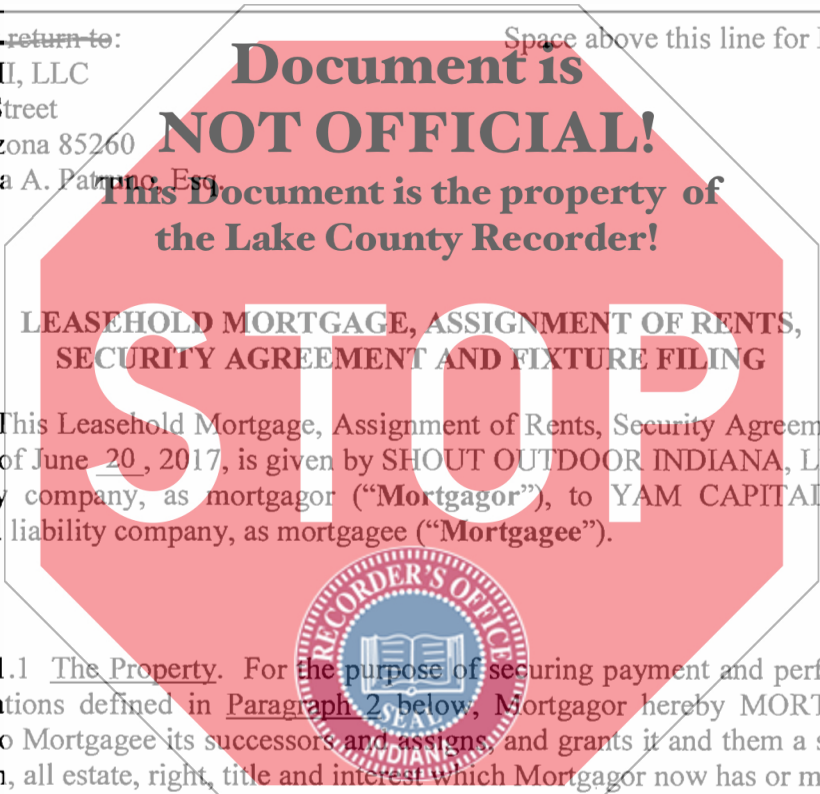 return to:
Space above this line for
I, LLC
Street
zona 85260
a A. Patruno, Esq.
Document is
NOT OFFICIAL!
This Document is the property of
the Lake County Recorder!
LEASEHOLD MORTGAGE, ASSIGNMENT OF RENTS,
SECURITY AGREEMENT AND FIXTURE FILING
STOP
This Leasehold Mortgage, Assignment of Rents, Security Agreem
of June 20, 2017, is given by SHOUT OUTDOOR INDIANA, L
y company, as mortgagor (“Mortgagor”), to YAM CAPITAL
liability company, as mortgagee (“Mortgagee”).
RECORDER'S OFFICE
SEAL
INDIANA
1.1 The Property. For the purpose of securing payment and perf
ations defined in Paragraph 2 below, Mortgagor hereby MORT
o Mortgagee its successors and assigns, and grants it and them a s
, all estate, right, title and interest which Mortgagor now has or m